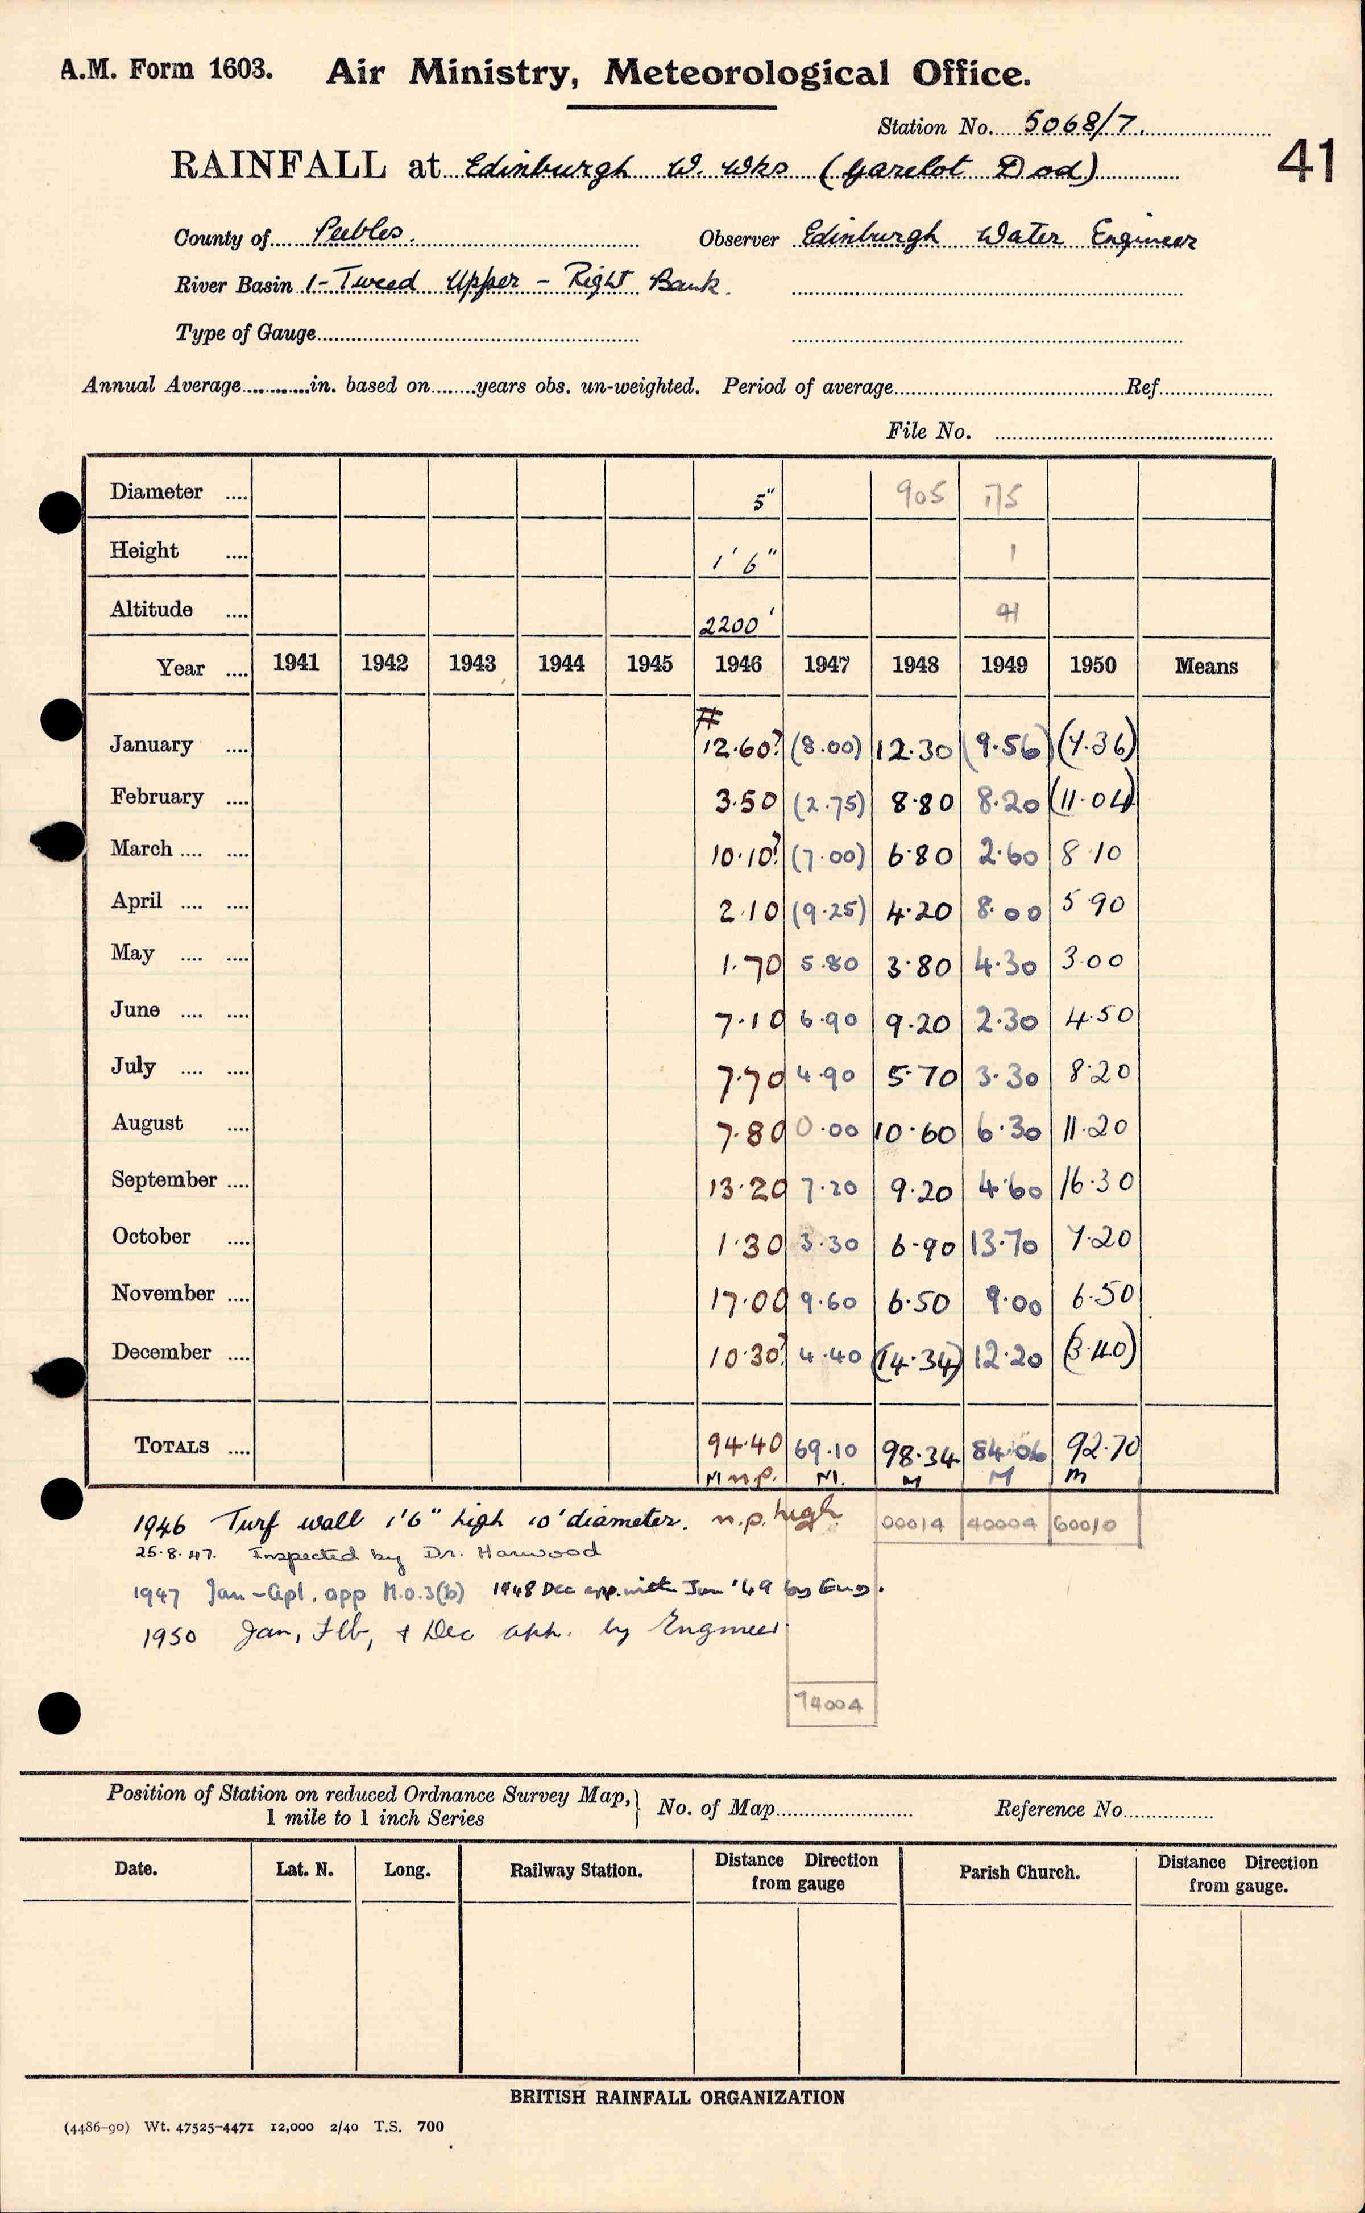 A.M. Form 1603. Air Ministry, Meteorological Office.
Station No. 5068/7.
41
RAINFALL at Edinburgh W. Wks (Garelot Dod)
County of Peebles. Observer Edinburgh Water Engineer
River Basin 1-Tweed Upper - Right Bank.
Type of Gauge
Annual Average in. based on years obs. un-weighted. Period of average Ref.
File No.
Diameter 5" 905 175
Height 1' 6" 1
Altitude 2200' 41
Year 1941 1942 1943 1944 1945 1946 1947 1948 1949 1950 Means
#
January 12.60? (8.00) 12.30 (9.56) (7.36)
February 3.50 (2.75) 8.80 8.20 (11.04)
March 10.10? (7.00) 6.80 2.60 8.10
April 2.10 (9.25) 4.20 8.00 5.90
May 1.70 5.80 3.80 4.30 3.00
June 7.10 6.90 9.20 2.30 4.50
July 7.70 4.90 5.70 3.30 8.20
August 7.80 0.00 10.60 6.30 11.20
September 13.20 7.20 9.20 4.60 16.30
October 1.30 3.30 6.90 13.70 7.20
November 17.00 9.60 6.50 9.00 6.50
December 10.30? 4.40 (14.34) 12.20 (3.40)
TOTALS 94.40 69.10 98.34 84.06 92.70
M n.p. M. M M M
1946 Turf wall 1'6" high 10' diameter. n.p. high
00014 40004 60010
25.8.47. Inspected by Dr. Harwood
1947 Jan-Apl. app M.O.3(b) 1948 Dec app. with Jan '49 by Eng.
1950 Jan, Feb, & Dec app. by Engineer
94004
Position of Station on reduced Ordnance Survey Map, 1 mile to 1 inch Series } No. of Map Reference No.
Date. Lat. N. Long. Railway Station. Distance Direction from gauge Parish Church. Distance Direction from gauge.
BRITISH RAINFALL ORGANIZATION
(4486-90) Wt. 47525-4471 12,000 2/40 T.S. 700